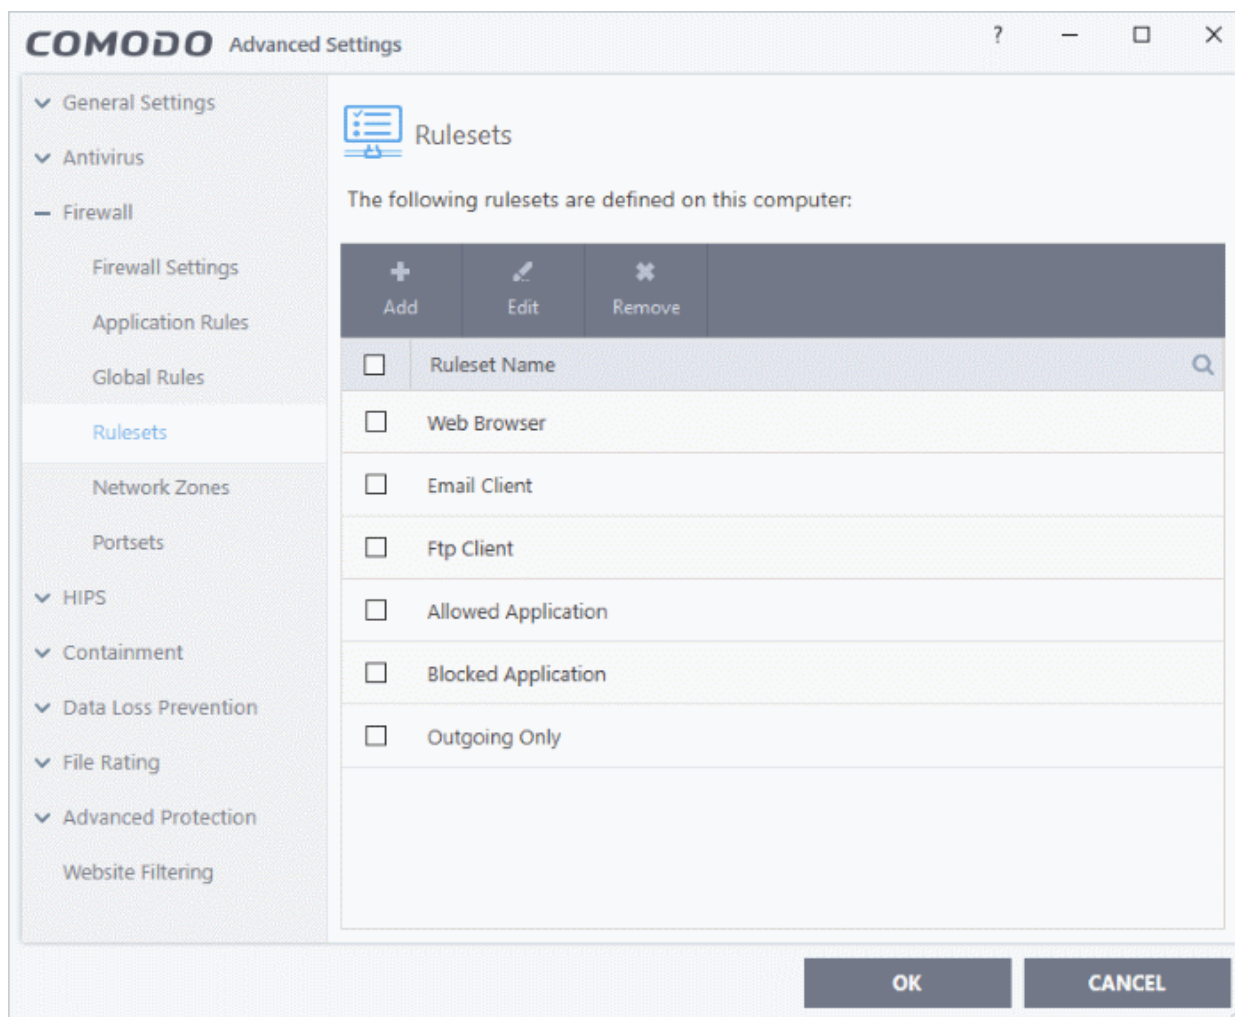 COMODO Advanced Settings ?
General Settings
Antivirus
Firewall
Firewall Settings
Application Rules
Global Rules
Rulesets
Network Zones
Portsets
HIPS
Containment
Data Loss Prevention
File Rating
Advanced Protection
Website Filtering
Rulesets
The following rulesets are defined on this computer:
Add Edit Remove
Ruleset Name
Web Browser
Email Client
Ftp Client
Allowed Application
Blocked Application
Outgoing Only
OK CANCEL